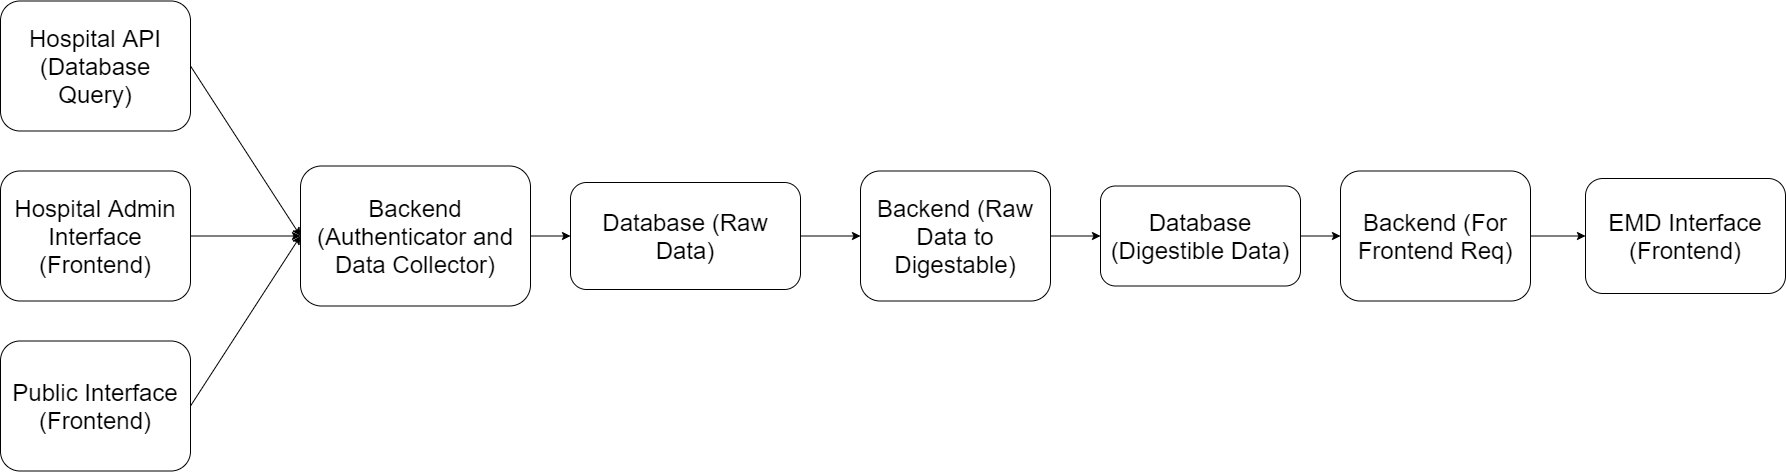 Hospital API
(Database
Query)
Hospital Admin
Interface
(Frontend)
Public Interface
(Frontend)
Backend
(Authenticator and
Data Collector)
Database (Raw
Data)
Backend (Raw
Data to
Digestable)
Database
(Digestible Data)
Backend (For
Frontend Req)
EMD Interface
(Frontend)